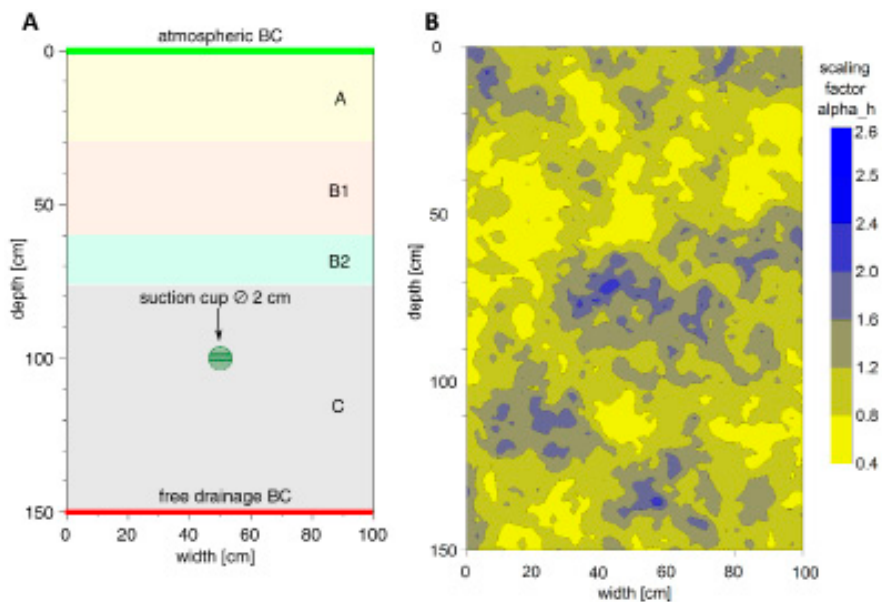 A
atmospheric BC
0
A
B1
50
B2
suction cup ∅ 2 cm
100
C
free drainage BC
150
0 20 40 60 80 100
width [cm]
depth [cm]
B
0
50
100
150
0 20 40 60 80 100
width [cm]
depth [cm]
scaling
factor
alpha_h
2.6
2.5
2.4
2.0
1.6
1.2
0.8
0.4